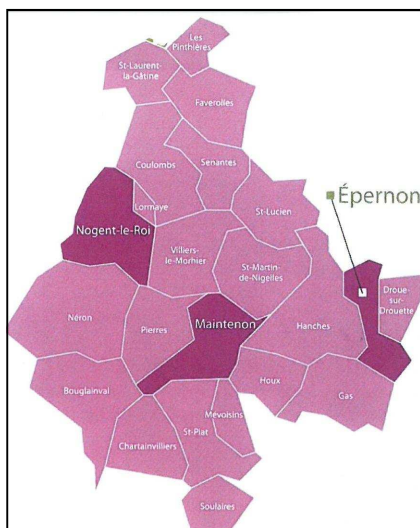 Les
Pinthières
St-Laurent-
la-Gâtine
Faverolles
Coulombs
Senantes
Épernon
Lormaye
St-Lucien
Nogent-le-Roi
Villiers-
le-Morhier
St-Martin-
de-Nigelles
Droue-
sur-
Drouette
Néron
Pierres
Maintenon
Hanches
Bouglainval
Houx
Gas
Mévoisins
St-Piat
Chartainvilliers
Soulaires